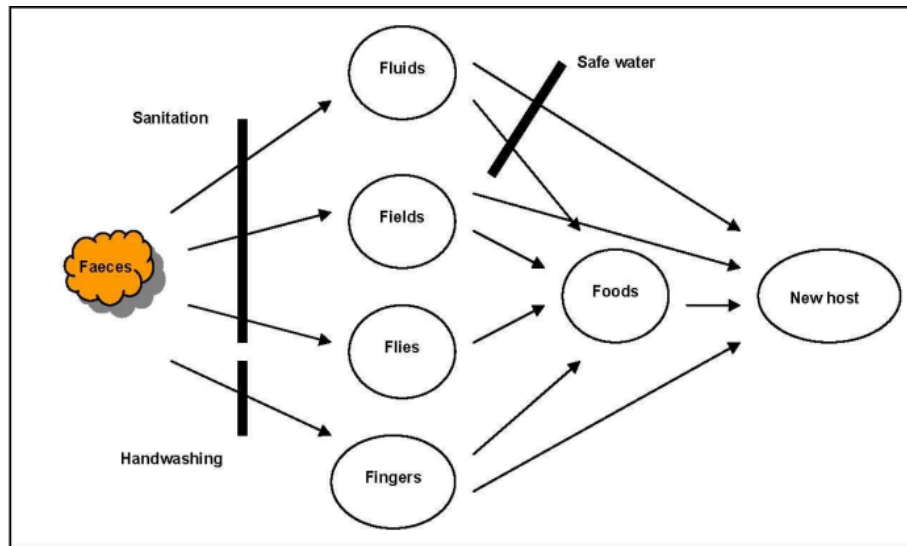 Fluids
Safe water
Sanitation
Fields
Faeces
Foods
New host
Flies
Handwashing
Fingers